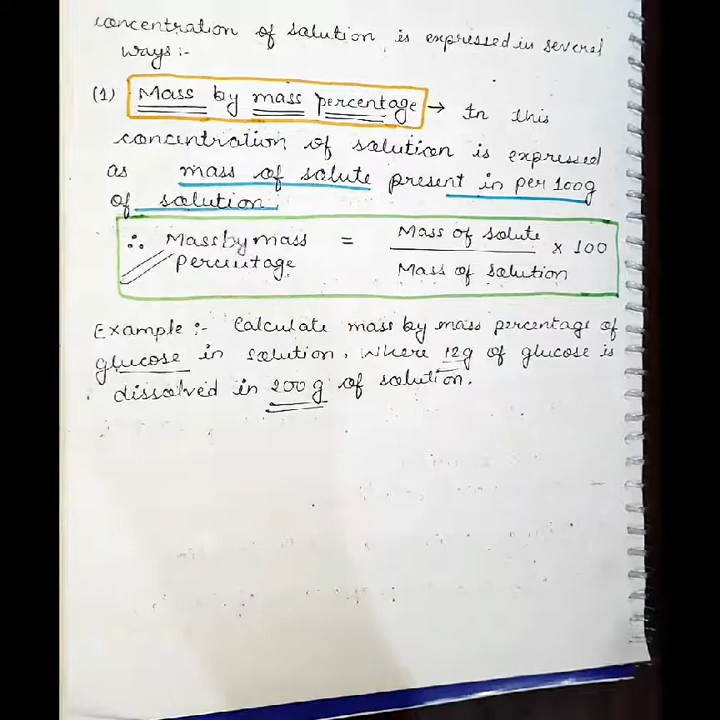 concentration of solution is expressed in several
ways :-
(1) Mass by mass percentage → In this
concentration of solution is expressed
as mass of solute present in per 100g
of solution.
∴ Mass by mass percentage = Mass of solute / Mass of solution × 100
Example :- Calculate mass by mass percentage of
glucose in solution, where 12g of glucose is
dissolved in 200 g of solution.